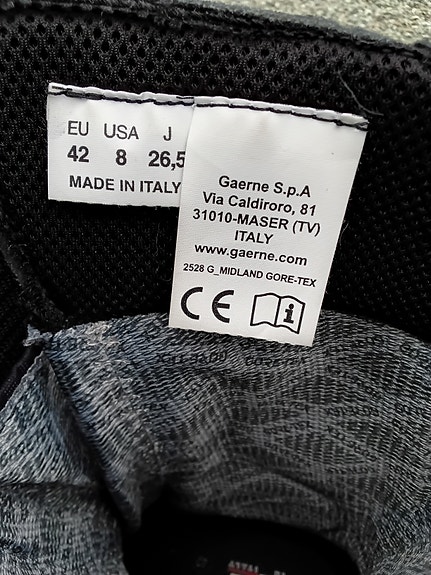 EU USA J
42 8 26,5
MADE IN ITALY
Gaerne S.p.A
Via Caldiroro, 81
31010-MASER (TV)
ITALY
www.gaerne.com
2528 G_MIDLAND GORE-TEX
CE i